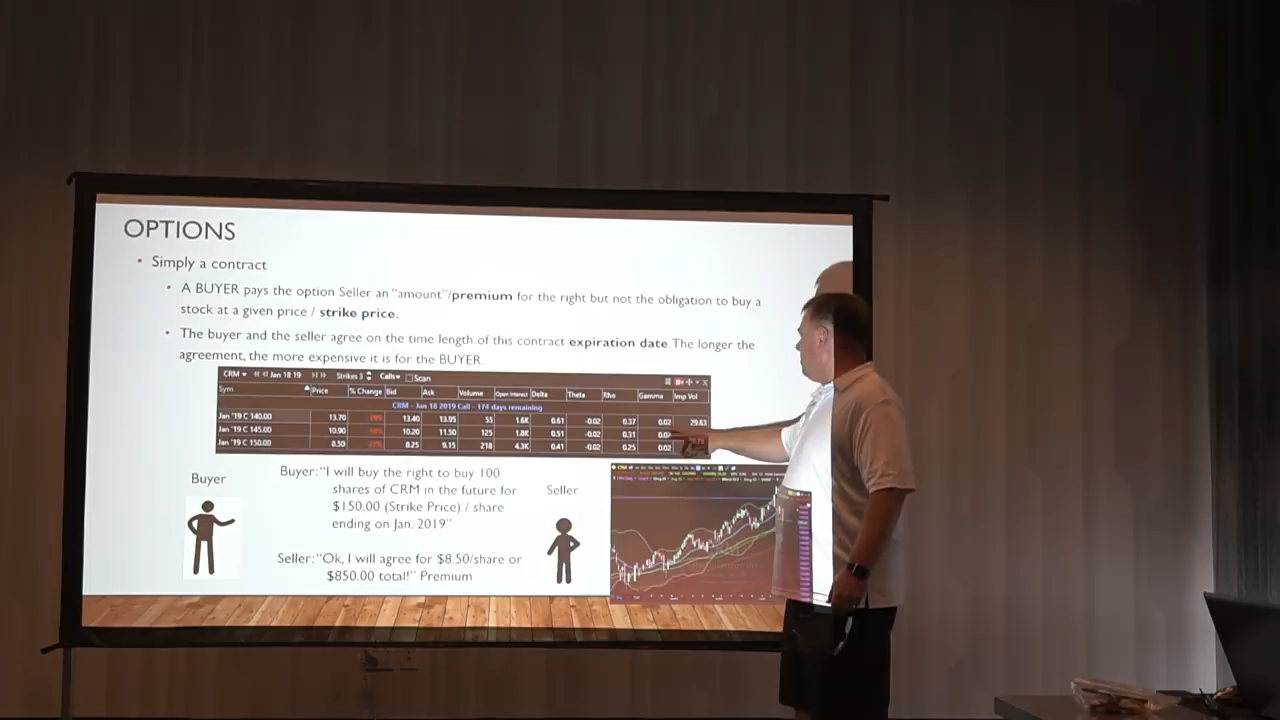 OPTIONS
• Simply a contract
• A BUYER pays the option Seller an "amount"/premium for the right but not the obligation to buy a
stock at a given price / strike price.
• The buyer and the seller agree on the time length of this contract expiration date. The longer the
agreement, the more expensive it is for the BUYER.
CRM Jan 18 19 Strikes 3 Calls Scan
Sym Price % Change Bid Ask Volume Open Interest Delta Theta Rho Gamma Imp Vol
CRM - Jan 18 2019 Call - 174 days remaining
Jan '19 C 140.00 13.70 13.40 13.95 55 1.6K 0.61 -0.02 0.37 0.02 29.83
Jan '19 C 145.00 10.90 10.20 11.50 125 1.8K 0.51 -0.02 0.31
Jan '19 C 150.00 8.50 8.25 9.15 218 4.3K 0.41 -0.02 0.25 0.02
Buyer
Buyer: "I will buy the right to buy 100
shares of CRM in the future for
$150.00 (Strike Price) / share
ending on Jan. 2019"
Seller
Seller: "Ok, I will agree for $8.50/share or
$850.00 total!" Premium